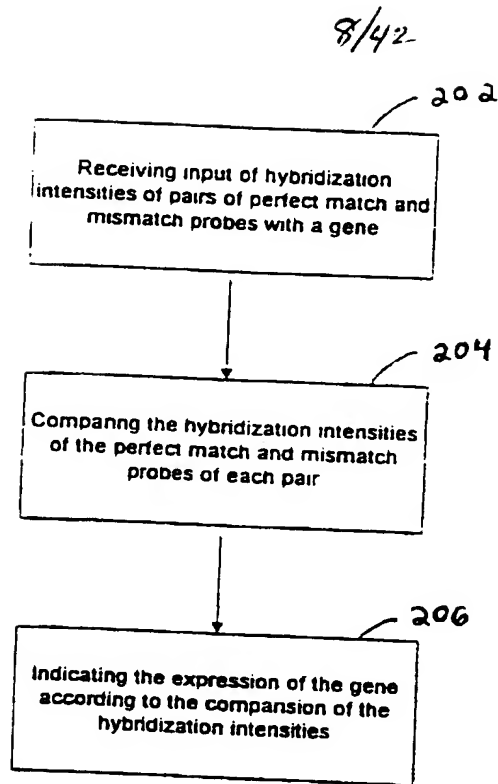 8/42
202
Receiving input of hybridization
intensities of pairs of perfect match and
mismatch probes with a gene
204
Comparing the hybridization intensities
of the perfect match and mismatch
probes of each pair
206
Indicating the expression of the gene
according to the comparison of the
hybridization intensities